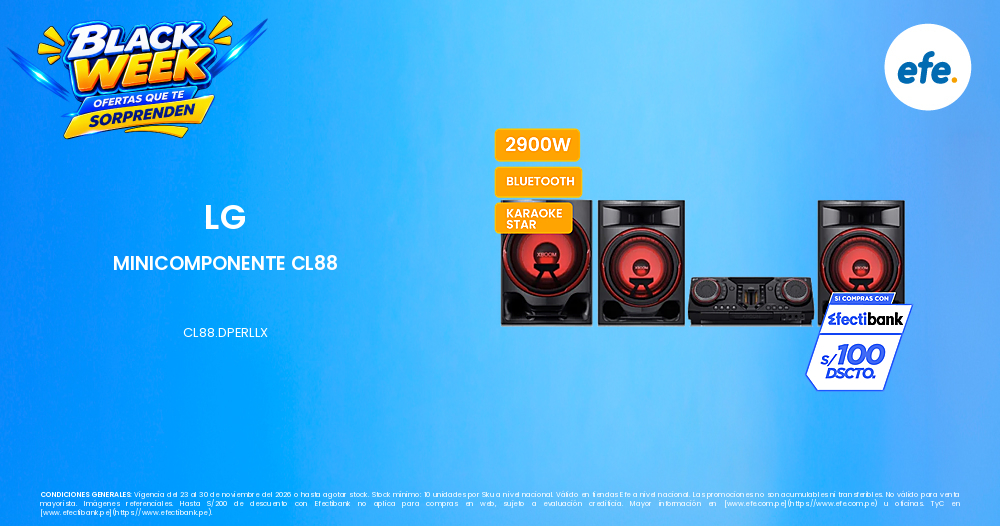 BLACK
WEEK
OFERTAS QUE TE
SORPRENDEN
efe.
2900W
BLUETOOTH
KARAOKE
STAR
LG
MINICOMPONENTE CL88
CL88.DPERLLX
XBOOM
XBOOM
XBOOM
SI COMPRAS CON
Efectibank
S/100
DSCTO.
CONDICIONES GENERALES: Vigencia del 23 al 30 de noviembre del 2026 o hasta agotar stock. Stock mínimo: 10 unidades por Sku a nivel nacional. Válido en tiendas Efe a nivel nacional. Las promociones no son acumulables ni transferibles. No válido para venta
mayorista. Imágenes referenciales. Hasta S/200 de descuento con Efectibank no aplica para compras en web, sujeto a evaluación crediticia. Mayor información en [www.efe.com.pe](https://www.efe.com.pe) u oficinas. TyC en
[www.efectibank.pe](https://www.efectibank.pe).